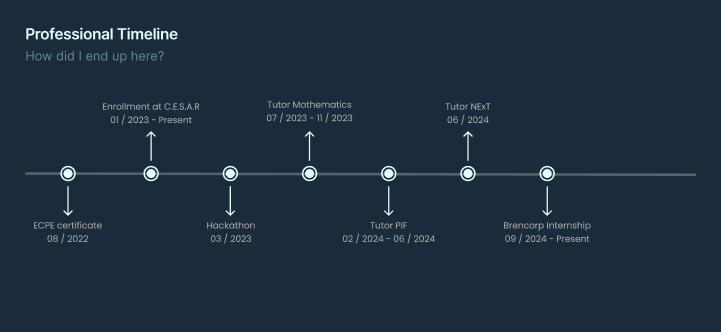 Professional Timeline
How did I end up here?
Enrollment at C.E.S.A.R
01 / 2023 - Present
Tutor Mathematics
07 / 2023 - 11 / 2023
Tutor NExT
06 / 2024
ECPE certificate
08 / 2022
Hackathon
03 / 2023
Tutor PIF
02 / 2024 - 06 / 2024
Brencorp Internship
09 / 2024 - Present